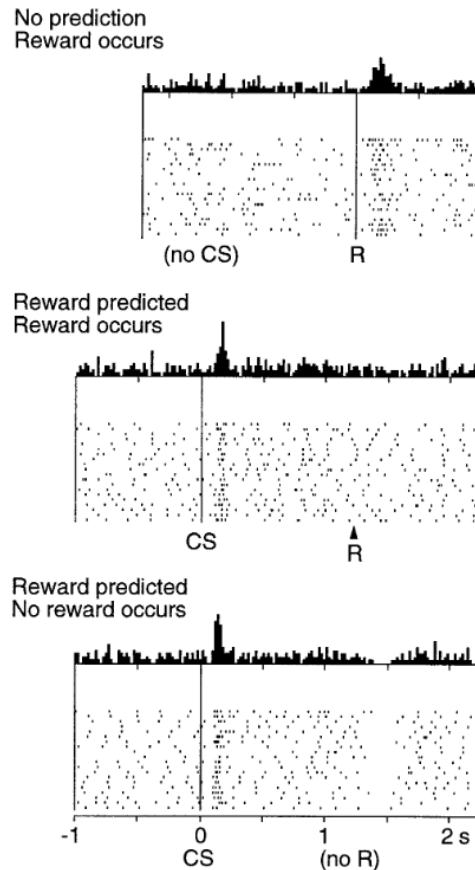 No prediction
Reward occurs
(no CS) R
Reward predicted
Reward occurs
CS R
Reward predicted
No reward occurs
-1 0 1 2 s
CS (no R)